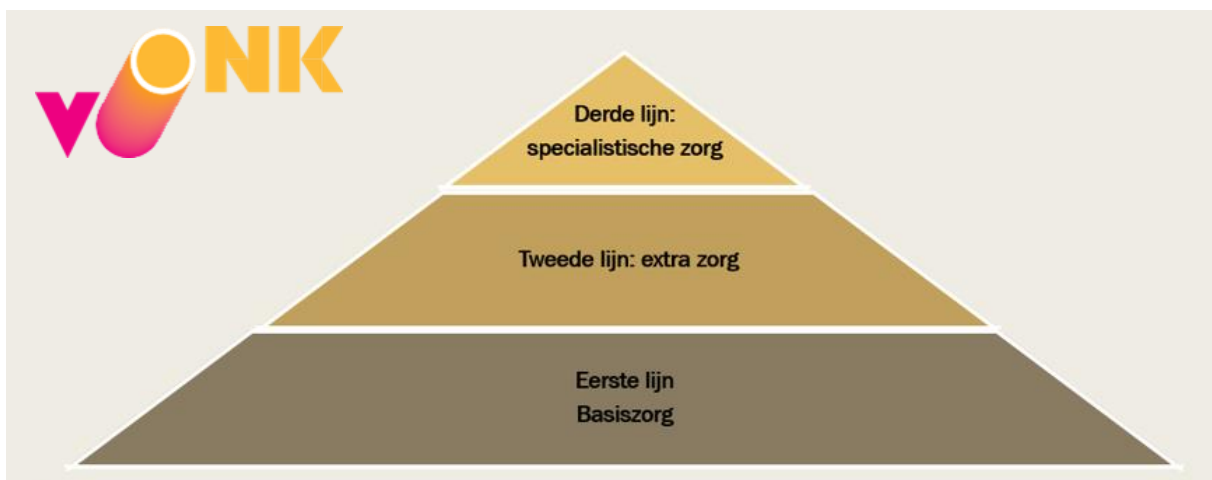 VONK
Derde lijn:
specialistische zorg
Tweede lijn: extra zorg
Eerste lijn
Basiszorg